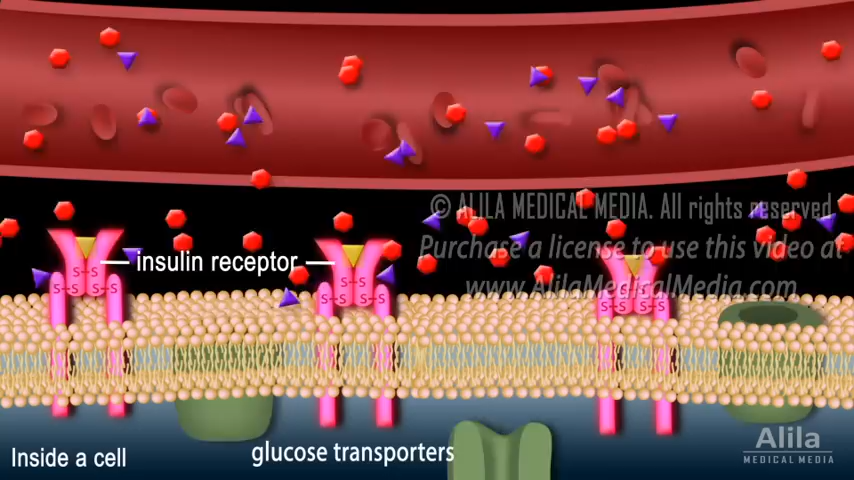 © ALILA MEDICAL MEDIA. All rights reserved
Purchase a license to use this video at
www.AlilaMedicalMedia.com
insulin receptor
S-S
S-S S-S
S-S
S-S S-S
S-S
S-S S-S
glucose transporters
Inside a cell
Alila
MEDICAL MEDIA